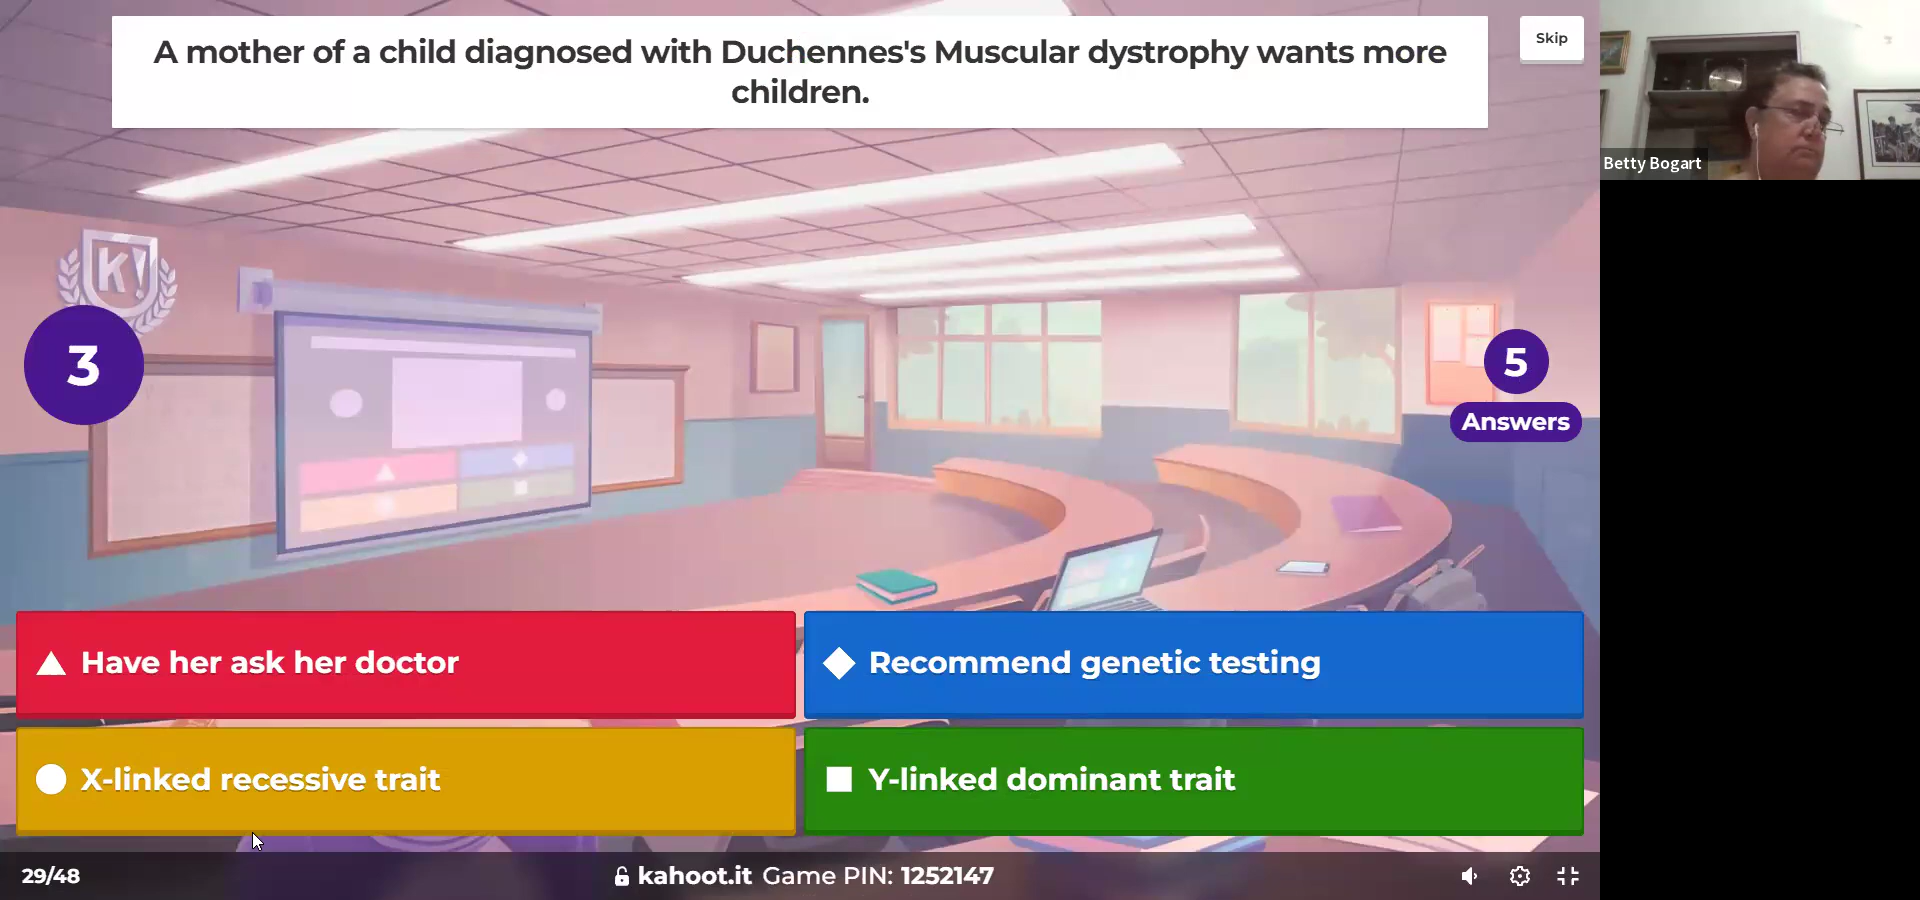 A mother of a child diagnosed with Duchennes's Muscular dystrophy wants more
children.
Skip
Betty Bogart
K!
3
5
Answers
Have her ask her doctor
Recommend genetic testing
X-linked recessive trait
Y-linked dominant trait
29/48
kahoot.it Game PIN: 1252147